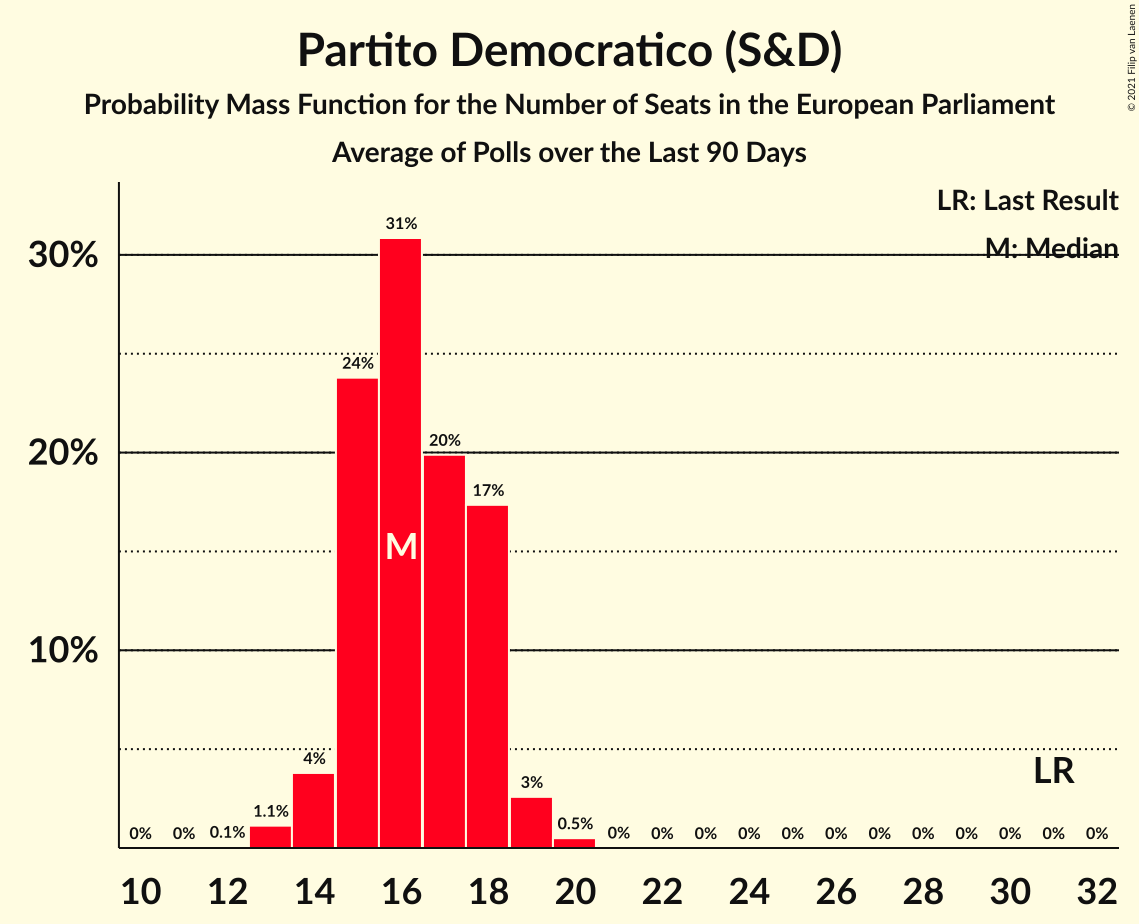 Partito Democratico (S&D)
Probability Mass Function for the Number of Seats in the European Parliament
Average of Polls over the Last 90 Days
© 2021 Filip van Laenen
LR: Last Result
M: Median
30%
20%
10%
0% 0% 0.1% 1.1% 4% 24% 31% 20% 17% 3% 0.5% 0% 0% 0% 0% 0% 0% 0% 0% 0% 0% 0% 0%
M
LR
10 12 14 16 18 20 22 24 26 28 30 32